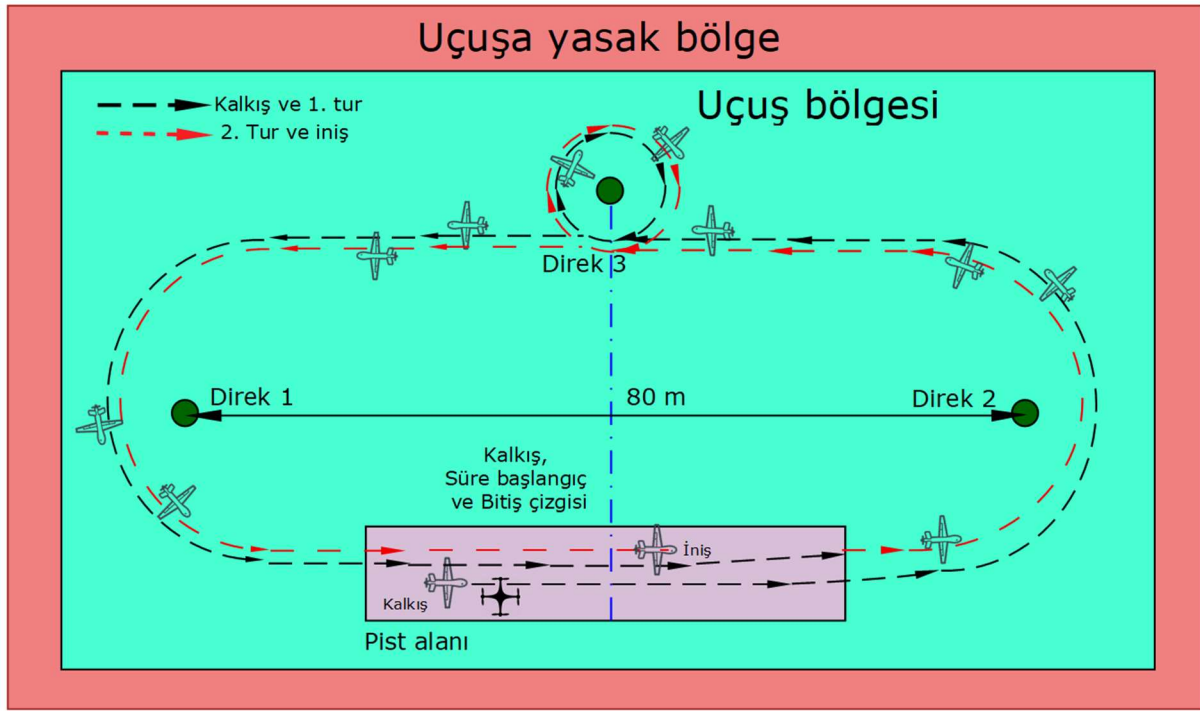 Uçuşa yasak bölge
Kalkış ve 1. tur
2. Tur ve iniş
Uçuş bölgesi
Direk 3
Direk 1
80 m
Direk 2
Kalkış,
Süre başlangıç
ve Bitiş çizgisi
İniş
Kalkış
Pist alanı